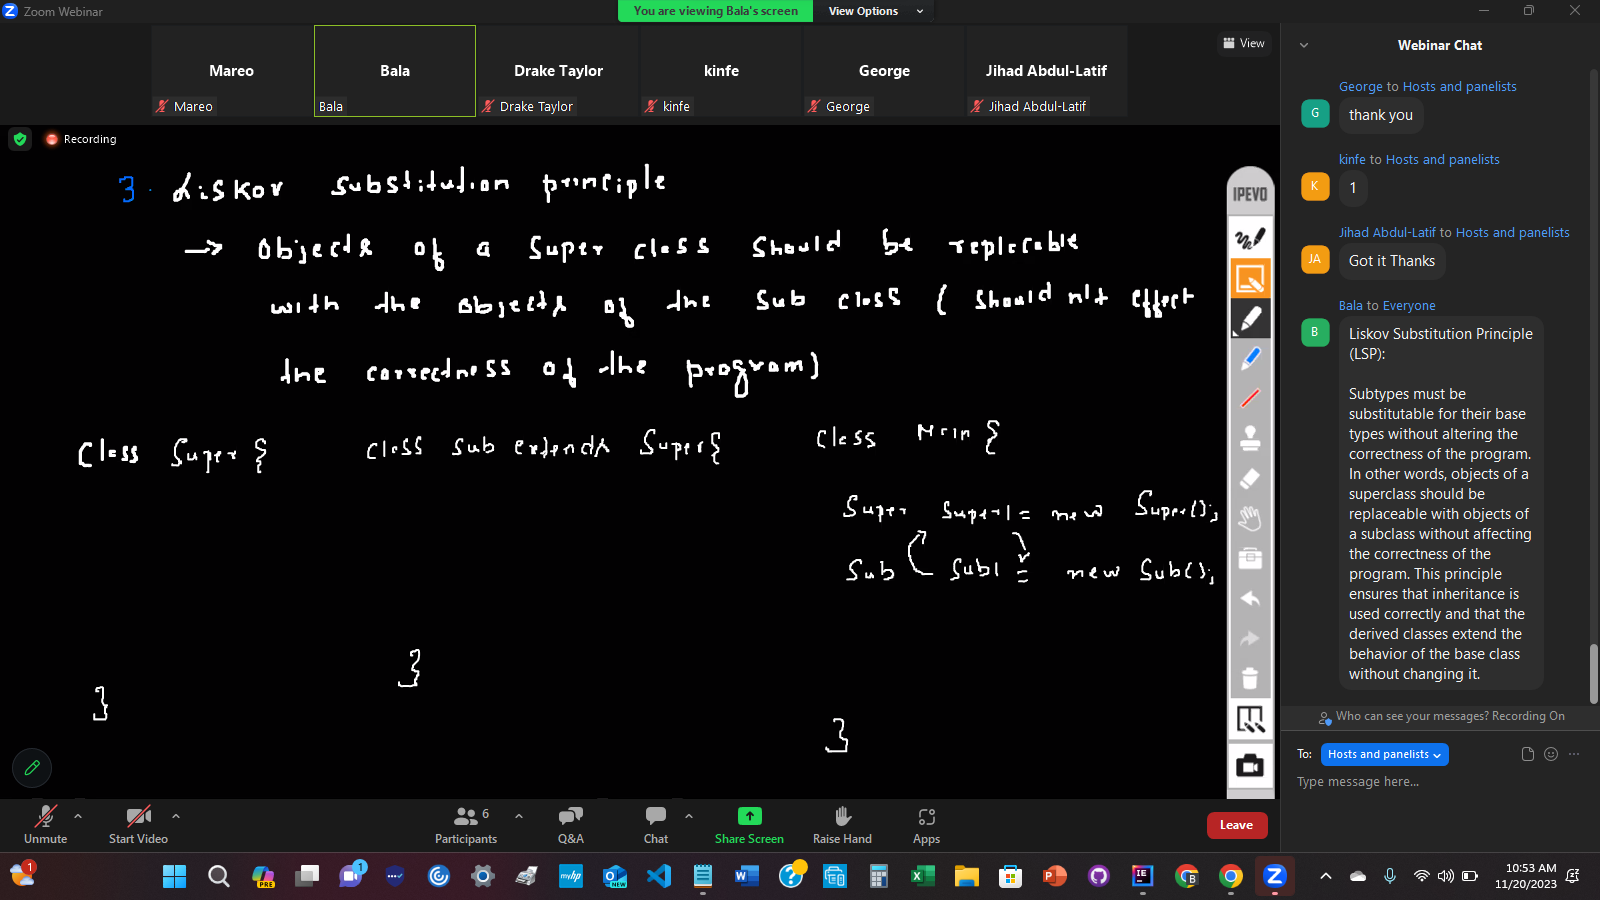 Zoom Webinar
You are viewing Bala's screen
View Options
View
Mareo
Bala
Drake Taylor
kinfe
George
Jihad Abdul-Latif
Mareo
Bala
Drake Taylor
kinfe
George
Jihad Abdul-Latif
Recording
3. Liskov substitution principle
→ Objects of a super class should be replacable
with the objects of the sub class ( should n't effect
the correctness of the program)
Class Super {
class Sub extends Super{
class Main {
Super super1 = new Super();
Sub sub1 = new Sub();
}
}
}
IPEVO
Webinar Chat
George to Hosts and panelists
G
thank you
kinfe to Hosts and panelists
K
1
Jihad Abdul-Latif to Hosts and panelists
JA
Got it Thanks
Bala to Everyone
B
Liskov Substitution Principle
(LSP):
Subtypes must be
substitutable for their base
types without altering the
correctness of the program.
In other words, objects of a
superclass should be
replaceable with objects of
a subclass without affecting
the correctness of the
program. This principle
ensures that inheritance is
used correctly and that the
derived classes extend the
behavior of the base class
without changing it.
Who can see your messages? Recording On
To: Hosts and panelists
Type message here...
Unmute
Start Video
6
Participants
Q&A
Chat
Share Screen
Raise Hand
Apps
Leave
1
PRE
1
myhp
NEW
10:53 AM
11/20/2023